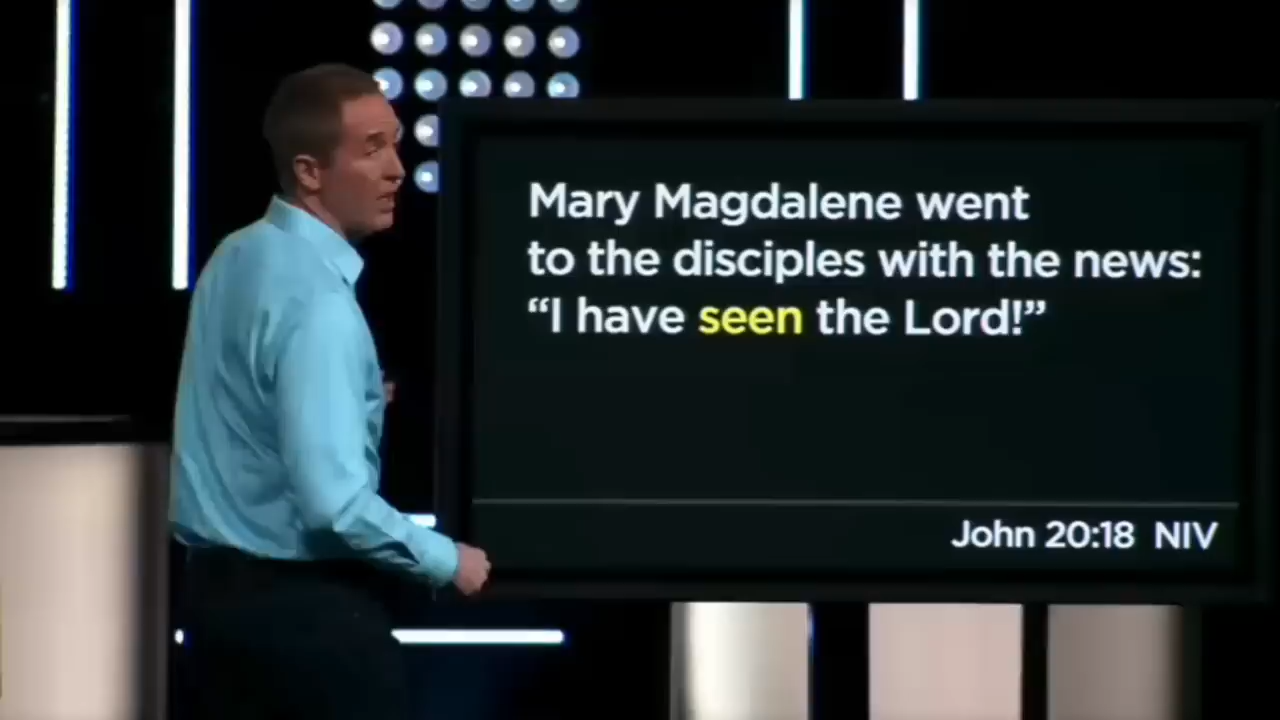 Mary Magdalene went
to the disciples with the news:
“I have seen the Lord!”
John 20:18 NIV